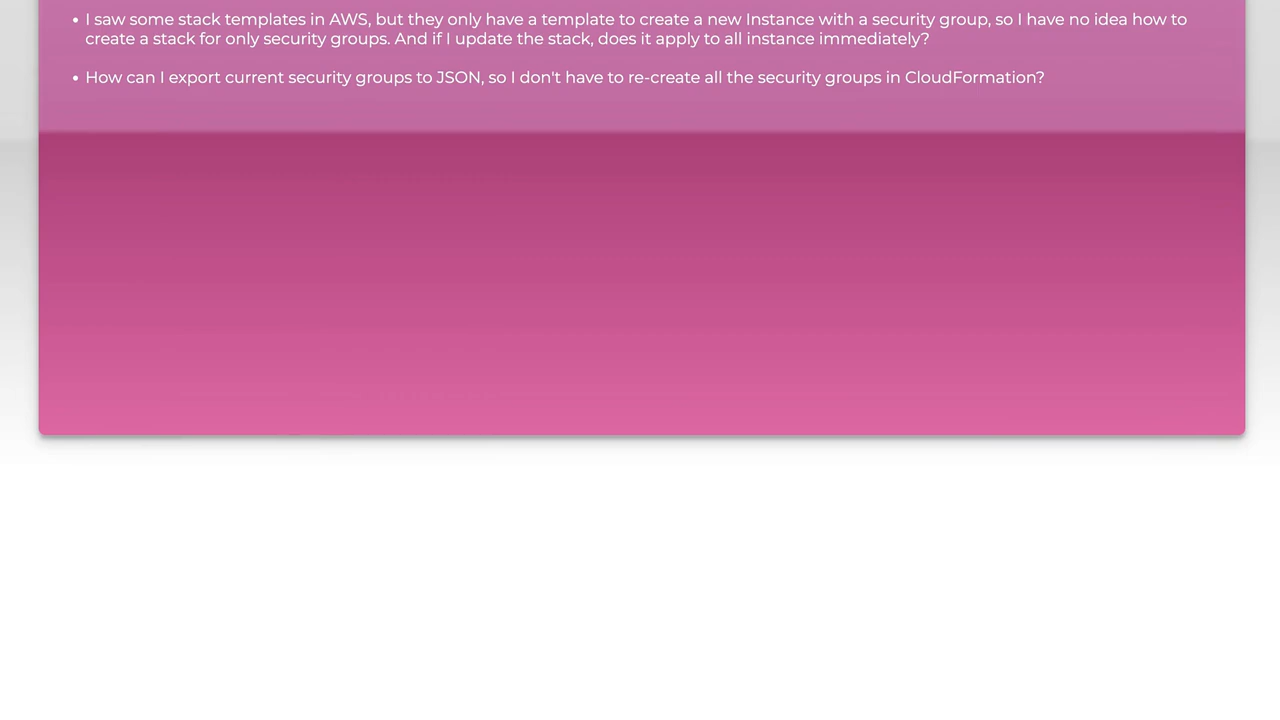 • I saw some stack templates in AWS, but they only have a template to create a new Instance with a security group, so I have no idea how to
create a stack for only security groups. And if I update the stack, does it apply to all instance immediately?
• How can I export current security groups to JSON, so I don't have to re-create all the security groups in CloudFormation?